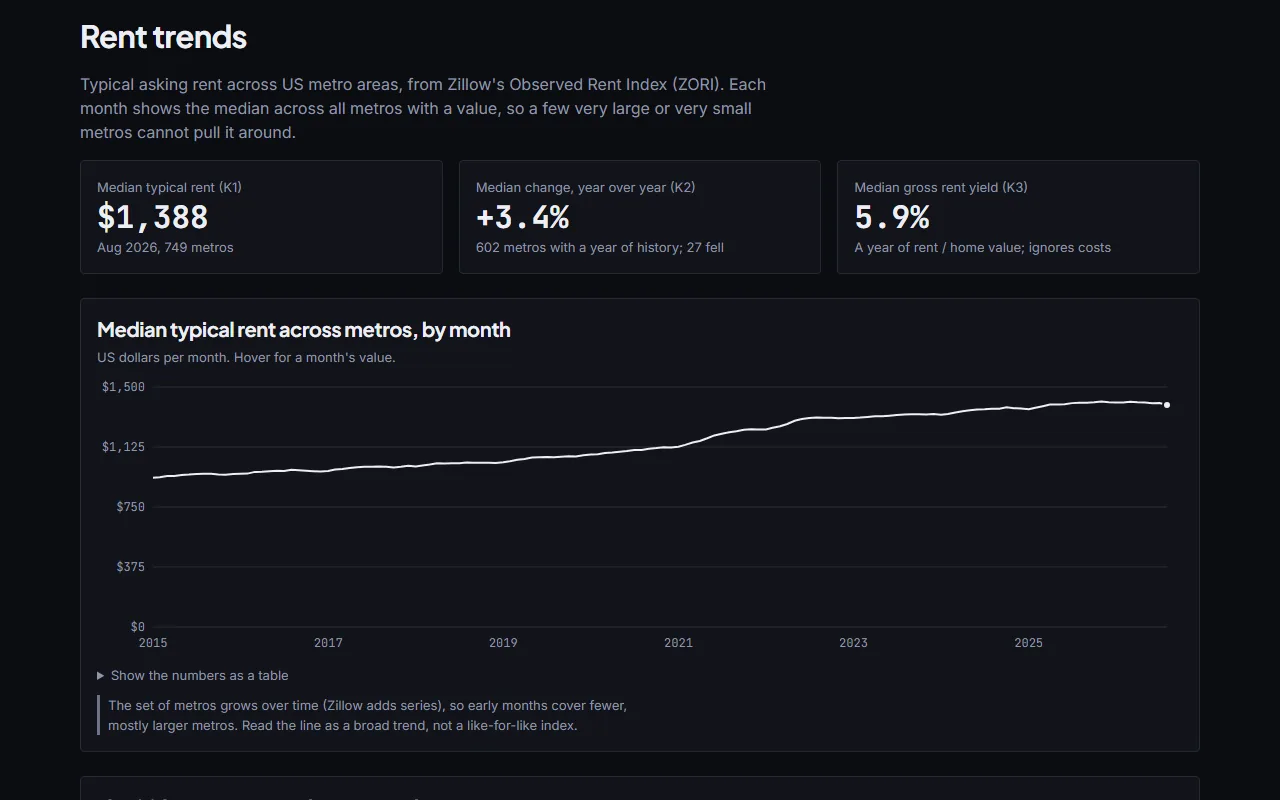 Rent trends
Typical asking rent across US metro areas, from Zillow's Observed Rent Index (ZORI). Each
month shows the median across all metros with a value, so a few very large or very small
metros cannot pull it around.
Median typical rent (K1)
$1,388
Aug 2026, 749 metros
Median change, year over year (K2)
+3.4%
602 metros with a year of history; 27 fell
Median gross rent yield (K3)
5.9%
A year of rent / home value; ignores costs
Median typical rent across metros, by month
US dollars per month. Hover for a month's value.
$1,500
$1,125
$750
$375
$0
2015 2017 2019 2021 2023 2025
▶ Show the numbers as a table
The set of metros grows over time (Zillow adds series), so early months cover fewer,
mostly larger metros. Read the line as a broad trend, not a like-for-like index.